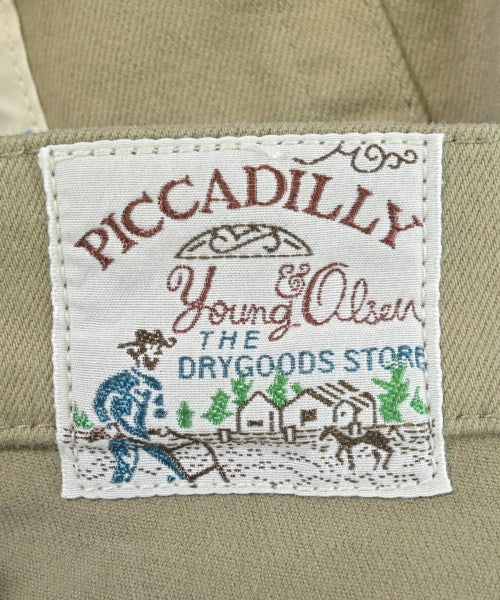 PICCADILLY
& 
Young Olsen
THE
DRYGOODS STORE